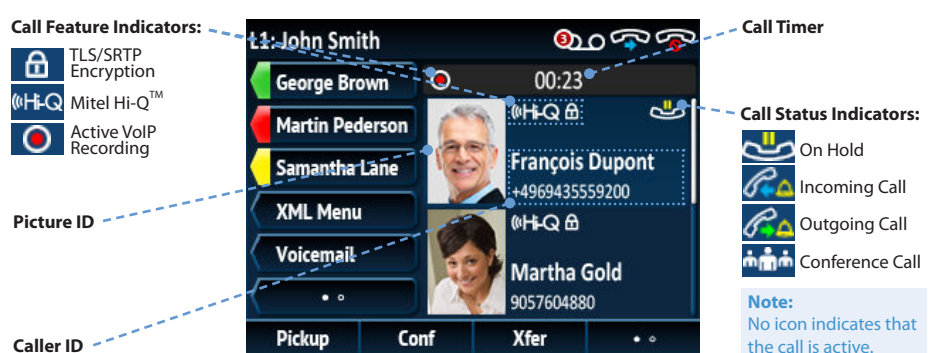 Call Feature Indicators:
TLS/SRTP
Encryption
Hi-Q Mitel Hi-Q™
Active VoIP
Recording
Picture ID
Caller ID
L1: John Smith
3
George Brown
00:23
Martin Pederson
Hi-Q
Samantha Lane
François Dupont
+4969435559200
XML Menu
Hi-Q
Voicemail
Martha Gold
9057604880
Pickup Conf Xfer
Call Timer
Call Status Indicators:
On Hold
Incoming Call
Outgoing Call
Conference Call
Note:
No icon indicates that
the call is active.